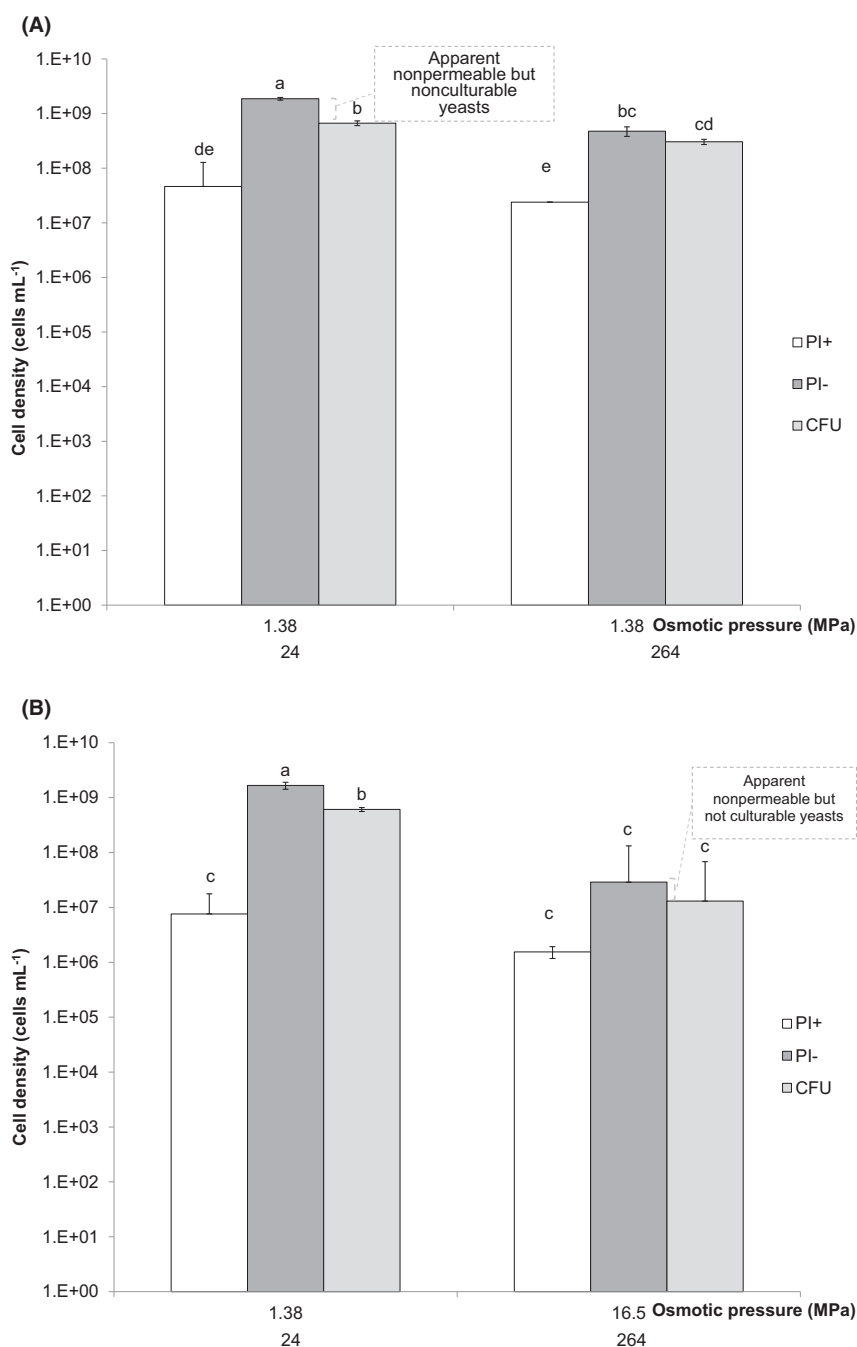 (A)
1.E+10
1.E+09
1.E+08
1.E+07
1.E+06
1.E+05
1.E+04
1.E+03
1.E+02
1.E+01
1.E+00
Cell density (cells mL-1)
Apparent
nonpermeable but
nonculturable
yeasts
de
a
b
e
bc
cd
PI+
PI-
CFU
1.38 1.38 Osmotic pressure (MPa)
24 264
(B)
1.E+10
1.E+09
1.E+08
1.E+07
1.E+06
1.E+05
1.E+04
1.E+03
1.E+02
1.E+01
1.E+00
Cell density (cells mL-1)
Apparent
nonpermeable but
not culturable yeasts
c
a
b
c
c
c
PI+
PI-
CFU
1.38 16.5 Osmotic pressure (MPa)
24 264